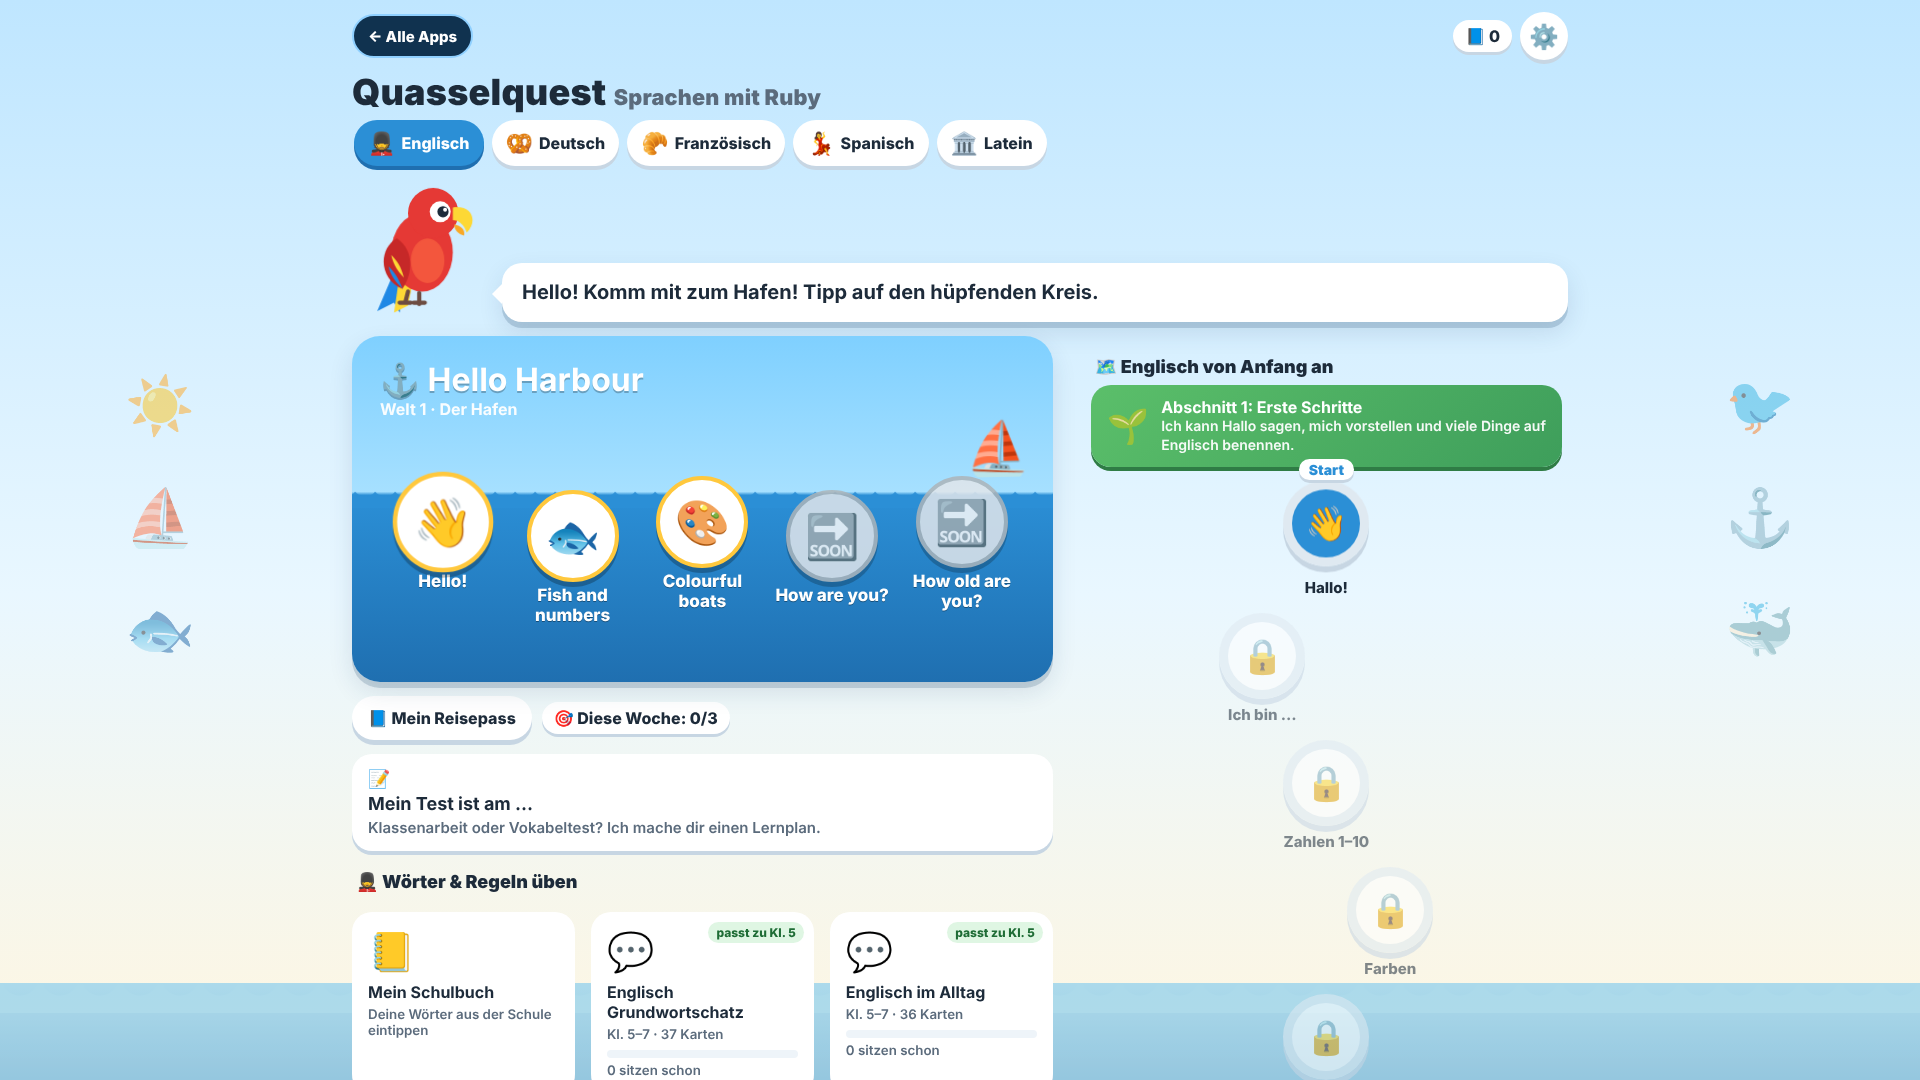 ← Alle Apps
0
Quasselquest Sprachen mit Ruby
Englisch
Deutsch
Französisch
Spanisch
Latein
Hello! Komm mit zum Hafen! Tipp auf den hüpfenden Kreis.
Hello Harbour
Welt 1 · Der Hafen
Hello!
Fish and
numbers
Colourful
boats
SOON
How are you?
SOON
How old are
you?
Mein Reisepass
Diese Woche: 0/3
Mein Test ist am …
Klassenarbeit oder Vokabeltest? Ich mache dir einen Lernplan.
Wörter & Regeln üben
Mein Schulbuch
Deine Wörter aus der Schule
eintippen
passt zu Kl. 5
Englisch
Grundwortschatz
Kl. 5–7 · 37 Karten
0 sitzen schon
passt zu Kl. 5
Englisch im Alltag
Kl. 5–7 · 36 Karten
0 sitzen schon
Englisch von Anfang an
Abschnitt 1: Erste Schritte
Ich kann Hallo sagen, mich vorstellen und viele Dinge auf
Englisch benennen.
Start
Hallo!
Ich bin …
Zahlen 1–10
Farben